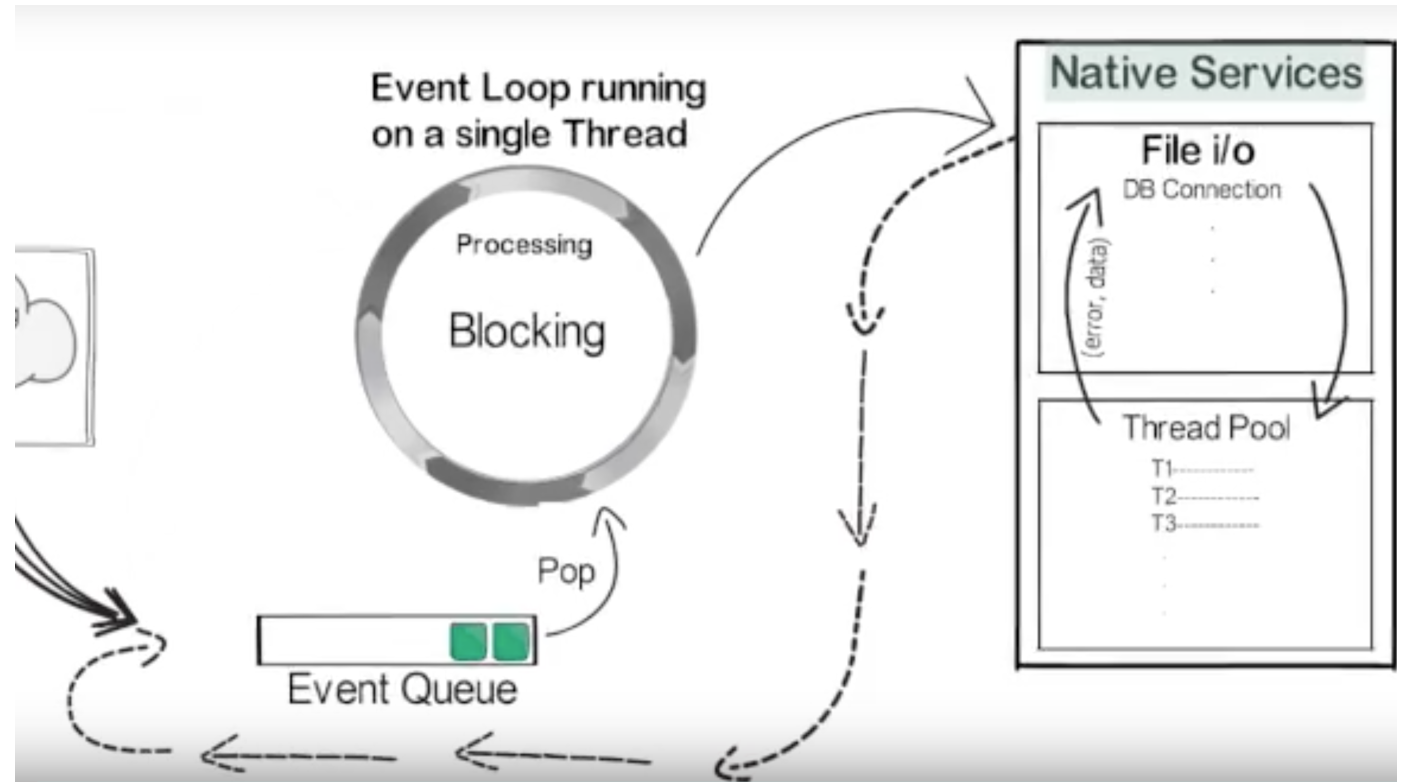 Event Loop running
on a single Thread
Processing
Blocking
Pop
Event Queue
Native Services
File i/o
DB Connection
(error, data)
Thread Pool
T1
T2
T3